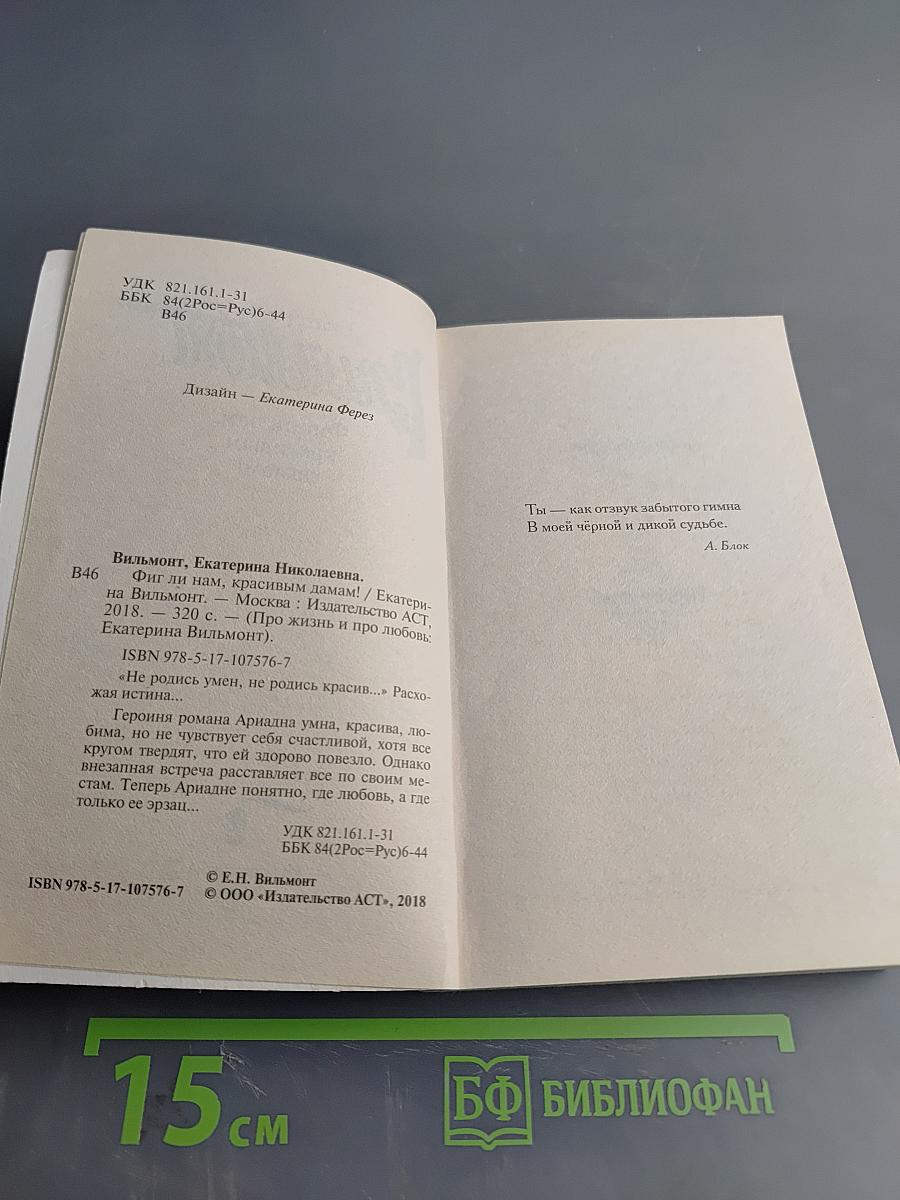 УДК 821.161.1-31
ББК 84(2Рос=Рус)6-44
В46
Дизайн — Екатерина Ферез
Вильмонт, Екатерина Николаевна.
В46 Фиг ли нам, красивым дамам! / Екатери-
на Вильмонт. — Москва : Издательство АСТ,
2018. — 320 с. — (Про жизнь и про любовь:
Екатерина Вильмонт).
ISBN 978-5-17-107576-7
«Не родись умен, не родись красив...» Расхо-
жая истина...
Героиня романа Ариадна умна, красива, лю-
бима, но не чувствует себя счастливой, хотя все
кругом твердят, что ей здорово повезло. Однако
внезапная встреча расставляет все по своим ме-
стам. Теперь Ариадне понятно, где любовь, а где
только ее эрзац...
УДК 821.161.1-31
ББК 84(2Рос=Рус)6-44
© Е.Н. Вильмонт
ISBN 978-5-17-107576-7 © ООО «Издательство АСТ», 2018
Ты — как отзвук забытого гимна
В моей чёрной и дикой судьбе.
А. Блок
15 см
БФ БИБЛИОФАН